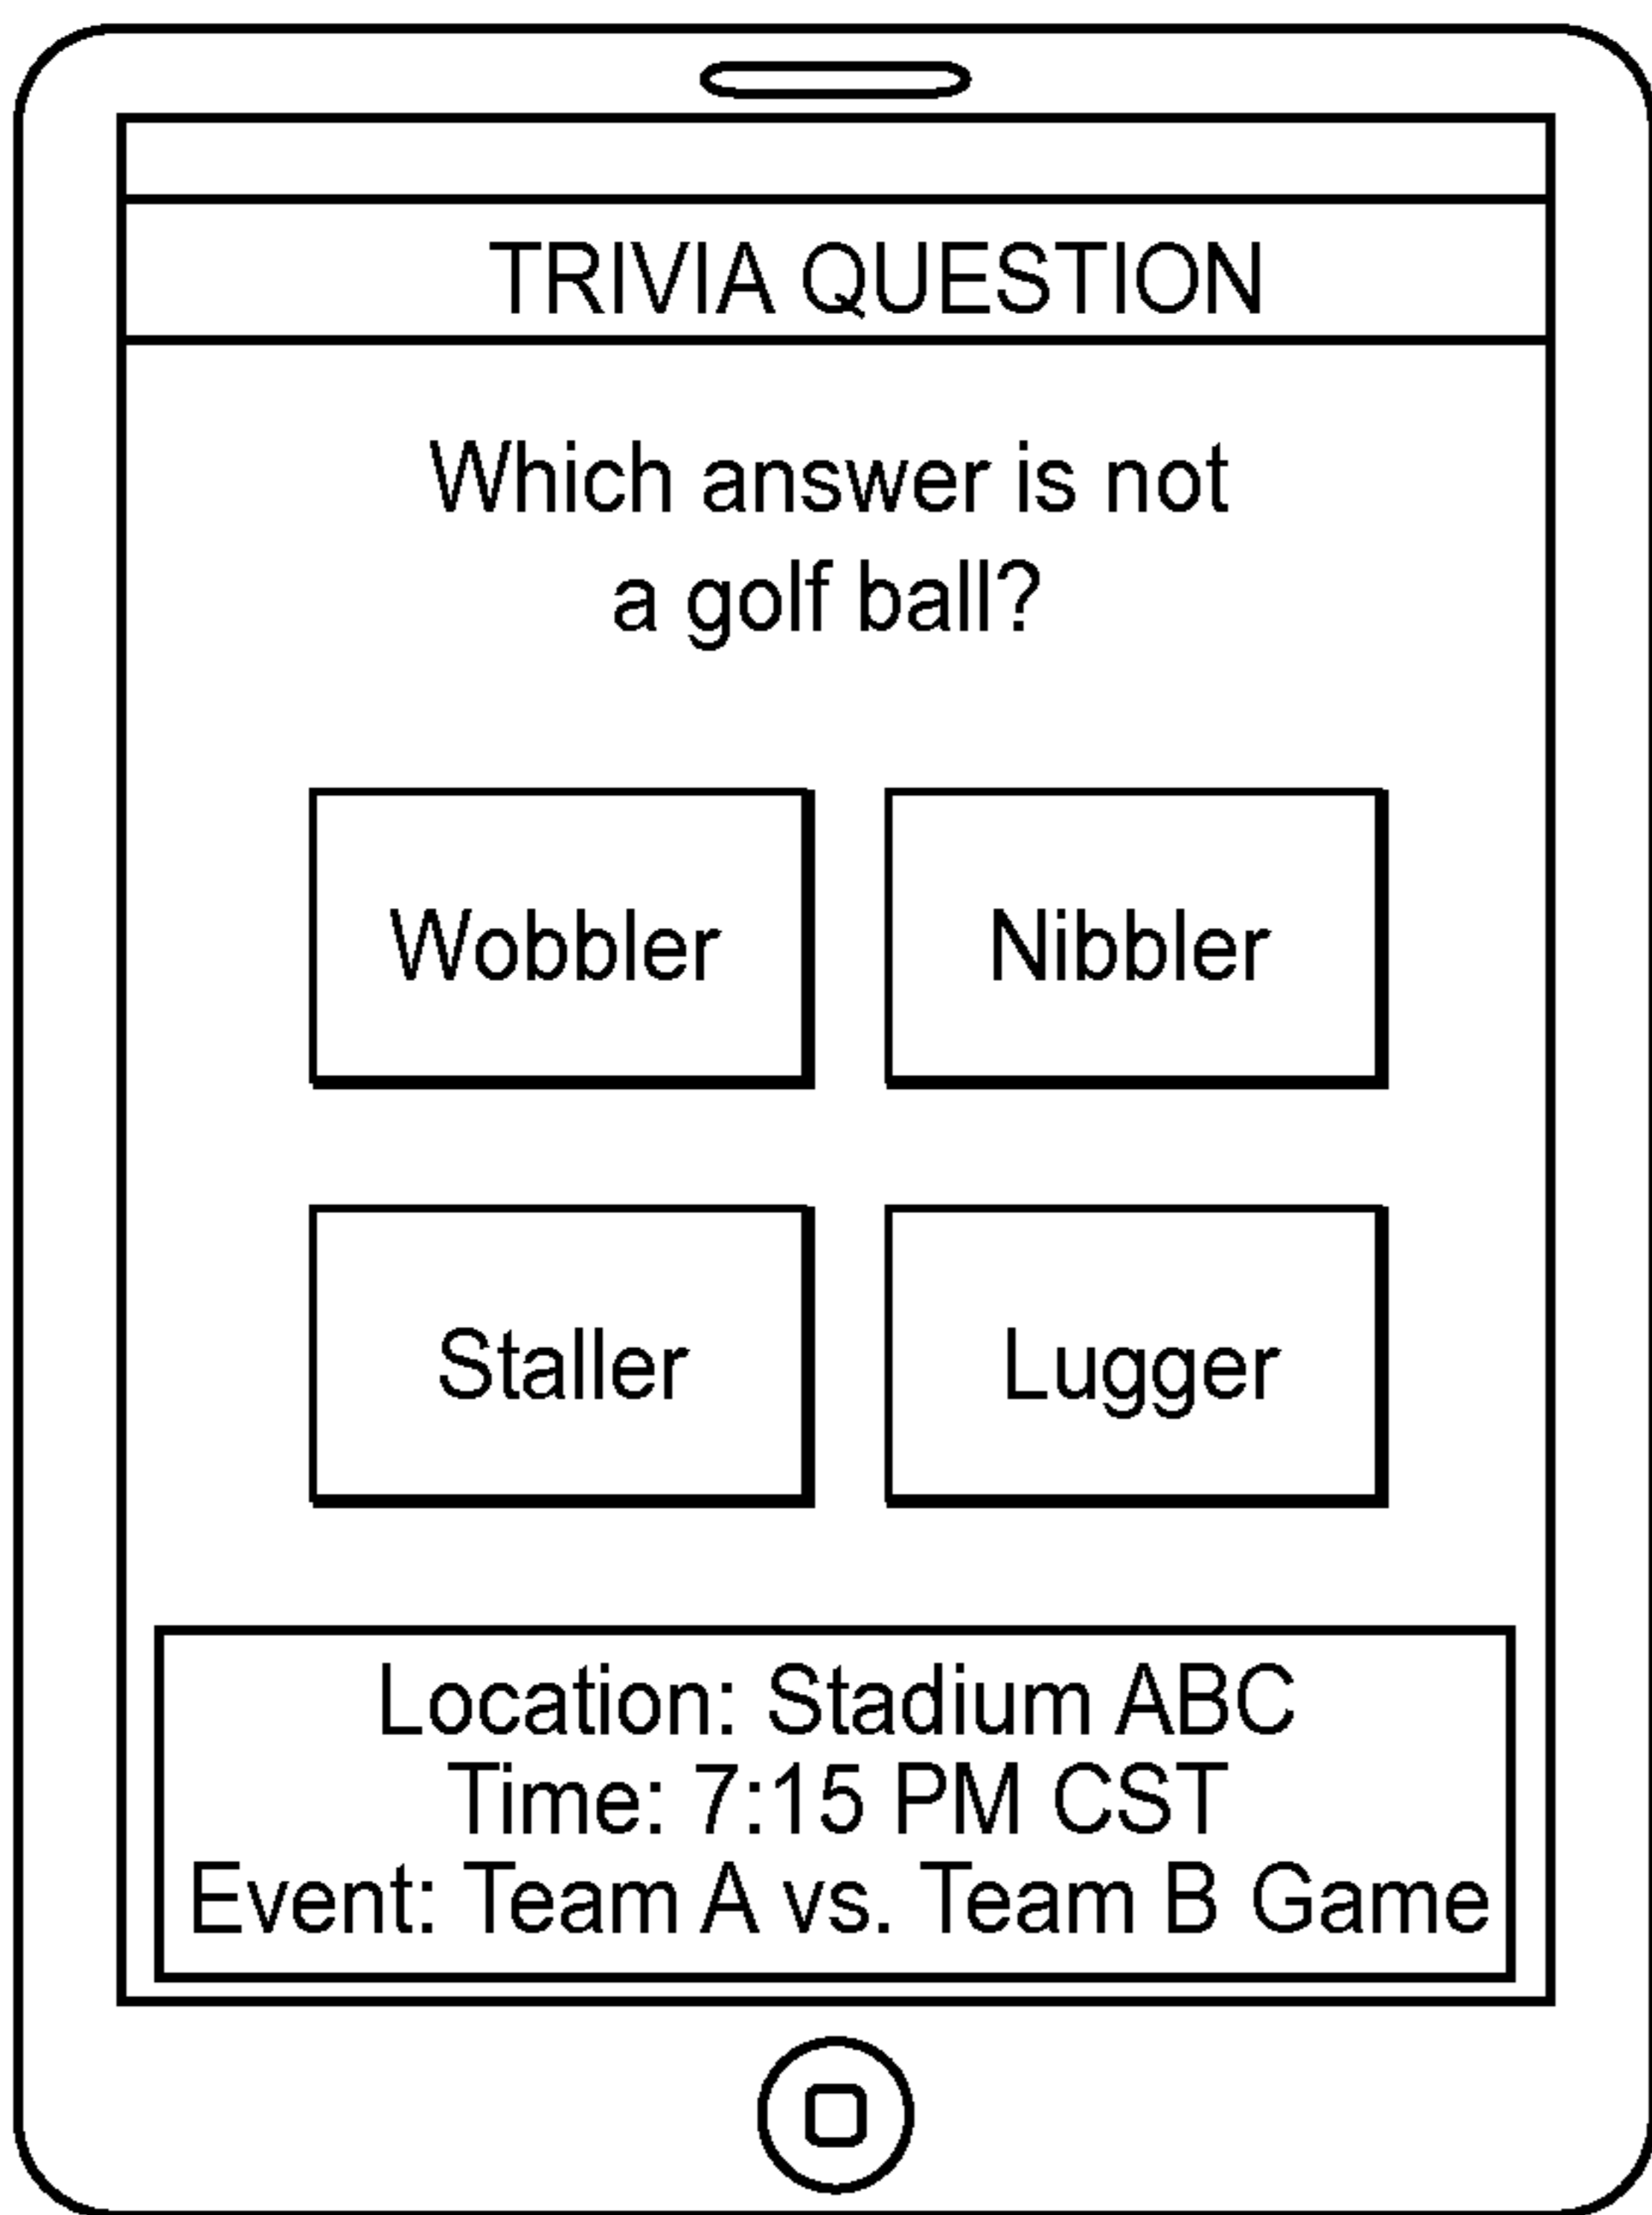 TRIVIA QUESTION
Which answer is not
a golf ball?
Wobbler
Nibbler
Staller
Lugger
Location: Stadium ABC
Time: 7:15 PM CST
Event: Team A vs. Team B Game